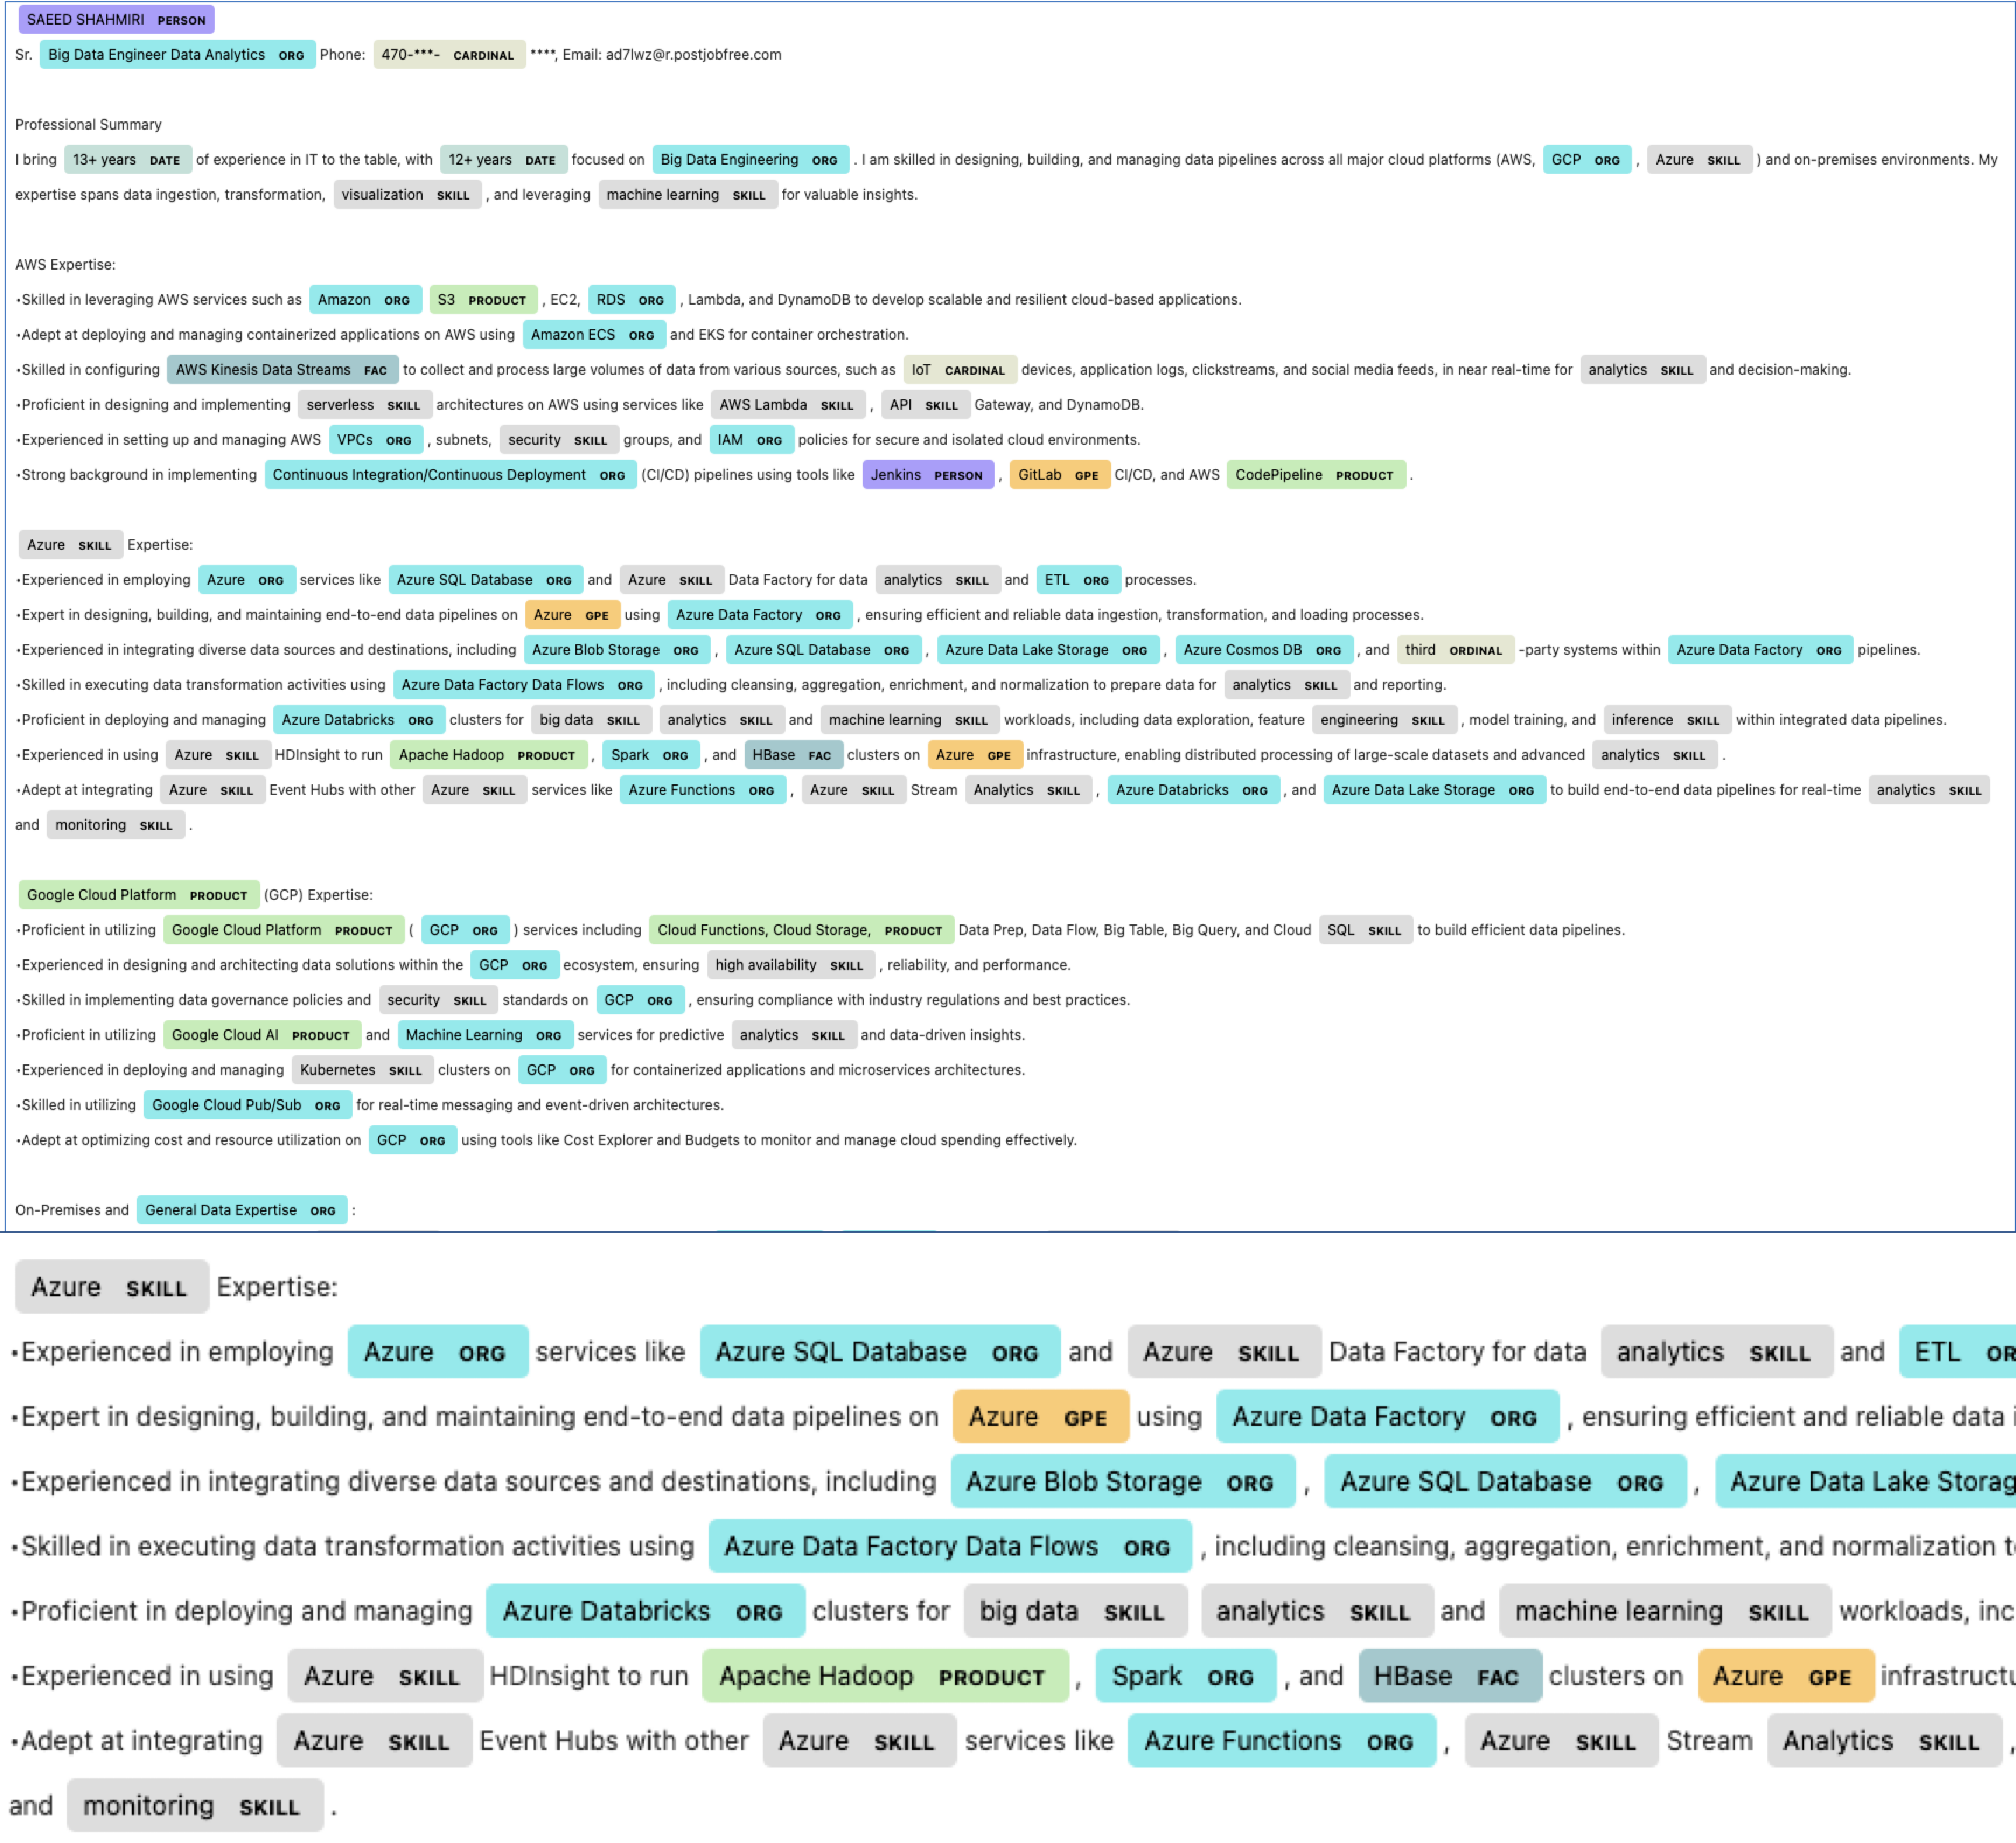 SAEED SHAHMIRI PERSON
Sr. Big Data Engineer Data Analytics ORG Phone: 470-***- CARDINAL ****, Email: ad7lwz@r.postjobfree.com
Professional Summary
I bring 13+ years DATE of experience in IT to the table, with 12+ years DATE focused on Big Data Engineering ORG . I am skilled in designing, building, and managing data pipelines across all major cloud platforms (AWS, GCP ORG , Azure SKILL ) and on-premises environments. My
expertise spans data ingestion, transformation, visualization SKILL , and leveraging machine learning SKILL for valuable insights.
AWS Expertise:
•Skilled in leveraging AWS services such as Amazon ORG S3 PRODUCT , EC2, RDS ORG , Lambda, and DynamoDB to develop scalable and resilient cloud-based applications.
•Adept at deploying and managing containerized applications on AWS using Amazon ECS ORG and EKS for container orchestration.
•Skilled in configuring AWS Kinesis Data Streams FAC to collect and process large volumes of data from various sources, such as IoT CARDINAL devices, application logs, clickstreams, and social media feeds, in near real-time for analytics SKILL and decision-making.
•Proficient in designing and implementing serverless SKILL architectures on AWS using services like AWS Lambda SKILL , API SKILL Gateway, and DynamoDB.
•Experienced in setting up and managing AWS VPCs ORG , subnets, security SKILL groups, and IAM ORG policies for secure and isolated cloud environments.
•Strong background in implementing Continuous Integration/Continuous Deployment ORG (CI/CD) pipelines using tools like Jenkins PERSON , GitLab GPE CI/CD, and AWS CodePipeline PRODUCT .
Azure SKILL Expertise:
•Experienced in employing Azure ORG services like Azure SQL Database ORG and Azure SKILL Data Factory for data analytics SKILL and ETL ORG processes.
•Expert in designing, building, and maintaining end-to-end data pipelines on Azure GPE using Azure Data Factory ORG , ensuring efficient and reliable data ingestion, transformation, and loading processes.
•Experienced in integrating diverse data sources and destinations, including Azure Blob Storage ORG , Azure SQL Database ORG , Azure Data Lake Storage ORG , Azure Cosmos DB ORG , and third ORDINAL -party systems within Azure Data Factory ORG pipelines.
•Skilled in executing data transformation activities using Azure Data Factory Data Flows ORG , including cleansing, aggregation, enrichment, and normalization to prepare data for analytics SKILL and reporting.
•Proficient in deploying and managing Azure Databricks ORG clusters for big data SKILL analytics SKILL and machine learning SKILL workloads, including data exploration, feature engineering SKILL , model training, and inference SKILL within integrated data pipelines.
•Experienced in using Azure SKILL HDInsight to run Apache Hadoop PRODUCT , Spark ORG , and HBase FAC clusters on Azure GPE infrastructure, enabling distributed processing of large-scale datasets and advanced analytics SKILL .
•Adept at integrating Azure SKILL Event Hubs with other Azure SKILL services like Azure Functions ORG , Azure SKILL Stream Analytics SKILL , Azure Databricks ORG , and Azure Data Lake Storage ORG to build end-to-end data pipelines for real-time analytics SKILL
and monitoring SKILL .
Google Cloud Platform PRODUCT (GCP) Expertise:
•Proficient in utilizing Google Cloud Platform PRODUCT ( GCP ORG ) services including Cloud Functions, Cloud Storage, PRODUCT Data Prep, Data Flow, Big Table, Big Query, and Cloud SQL SKILL to build efficient data pipelines.
•Experienced in designing and architecting data solutions within the GCP ORG ecosystem, ensuring high availability SKILL , reliability, and performance.
•Skilled in implementing data governance policies and security SKILL standards on GCP ORG , ensuring compliance with industry regulations and best practices.
•Proficient in utilizing Google Cloud AI PRODUCT and Machine Learning ORG services for predictive analytics SKILL and data-driven insights.
•Experienced in deploying and managing Kubernetes SKILL clusters on GCP ORG for containerized applications and microservices architectures.
•Skilled in utilizing Google Cloud Pub/Sub ORG for real-time messaging and event-driven architectures.
•Adept at optimizing cost and resource utilization on GCP ORG using tools like Cost Explorer and Budgets to monitor and manage cloud spending effectively.
On-Premises and General Data Expertise ORG :
Azure SKILL Expertise:
•Experienced in employing Azure ORG services like Azure SQL Database ORG and Azure SKILL Data Factory for data analytics SKILL and ETL OR
•Expert in designing, building, and maintaining end-to-end data pipelines on Azure GPE using Azure Data Factory ORG , ensuring efficient and reliable data i
•Experienced in integrating diverse data sources and destinations, including Azure Blob Storage ORG , Azure SQL Database ORG , Azure Data Lake Storag
•Skilled in executing data transformation activities using Azure Data Factory Data Flows ORG , including cleansing, aggregation, enrichment, and normalization t
•Proficient in deploying and managing Azure Databricks ORG clusters for big data SKILL analytics SKILL and machine learning SKILL workloads, inc
•Experienced in using Azure SKILL HDInsight to run Apache Hadoop PRODUCT , Spark ORG , and HBase FAC clusters on Azure GPE infrastructu
•Adept at integrating Azure SKILL Event Hubs with other Azure SKILL services like Azure Functions ORG , Azure SKILL Stream Analytics SKILL ,
and monitoring SKILL .